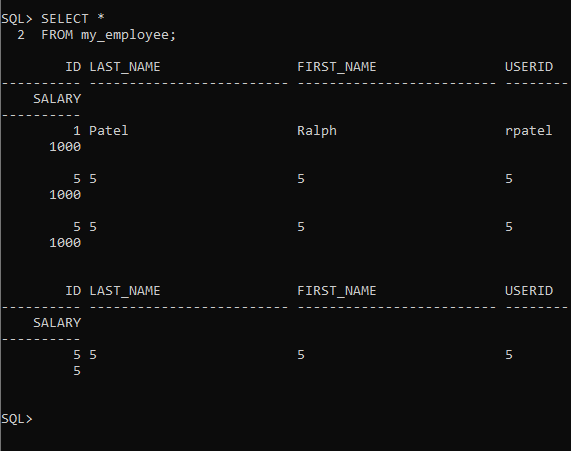 SQL> SELECT *
  2  FROM my_employee;
        ID LAST_NAME                 FIRST_NAME                USERID
---------- ------------------------- ------------------------- --------
    SALARY
----------
         1 Patel                     Ralph                     rpatel
      1000
         5 5                         5                         5
      1000
         5 5                         5                         5
      1000
        ID LAST_NAME                 FIRST_NAME                USERID
---------- ------------------------- ------------------------- --------
    SALARY
----------
         5 5                         5                         5
         5
SQL>